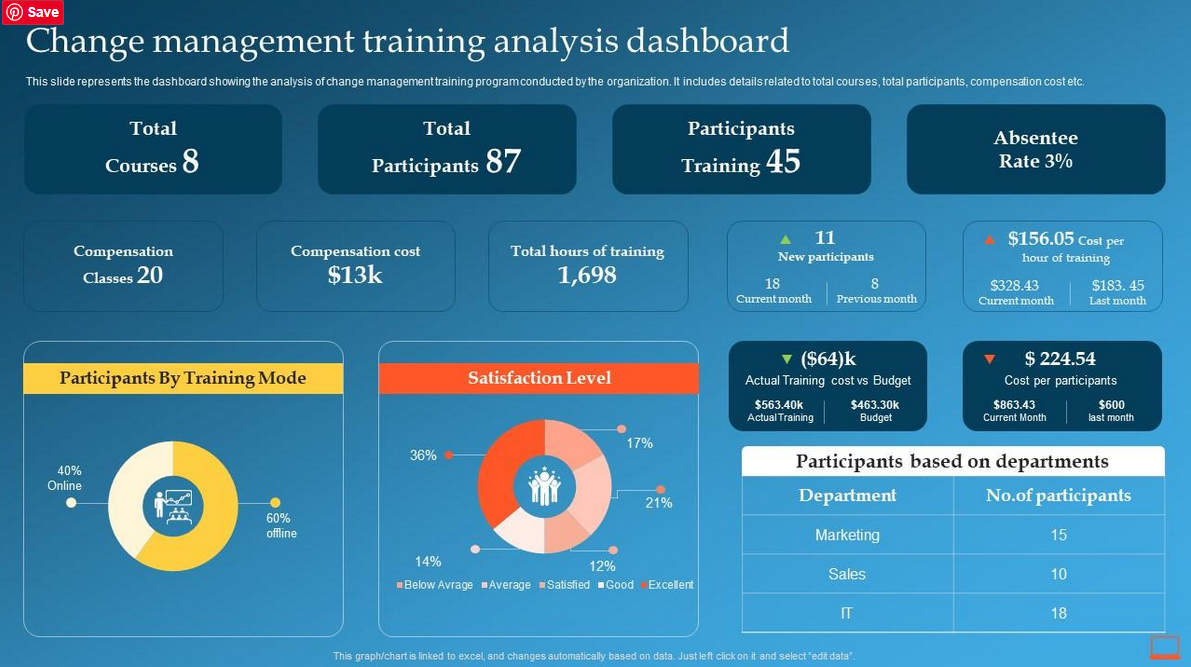 Save
Change management training analysis dashboard
This slide represents the dashboard showing the analysis of change management training program conducted by the organization. It includes details related to total courses, total participants, compensation cost etc.
Total
Courses 8
Total
Participants 87
Participants
Training 45
Absentee
Rate 3%
Compensation
Classes 20
Compensation cost
$13k
Total hours of training
1,698
11
New participants
18
Current month
8
Previous month
$156.05 Cost per
hour of training
$328.43
Current month
$183. 45
Last month
Participants By Training Mode
40%
Online
60%
offline
Satisfaction Level
36%
17%
21%
14%
12%
Below Avrage Average Satisfied Good Excellent
($64)k
Actual Training cost vs Budget
$563.40k
Actual Training
$463.30k
Budget
$ 224.54
Cost per participants
$863.43
Current Month
$600
last month
Participants based on departments
Department No.of participants
Marketing 15
Sales 10
IT 18
This graph/chart is linked to excel, and changes automatically based on data. Just left click on it and select "edit data".